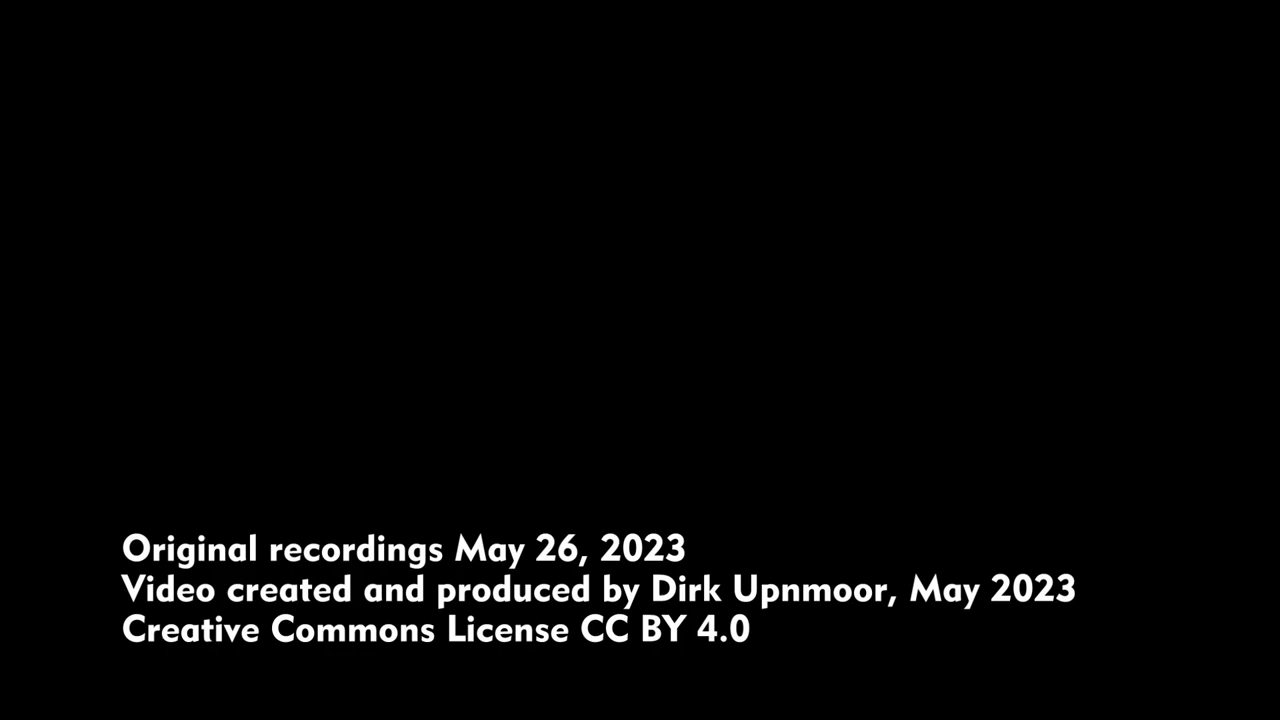 Original recordings May 26, 2023
Video created and produced by Dirk Upnmoor, May 2023
Creative Commons License CC BY 4.0